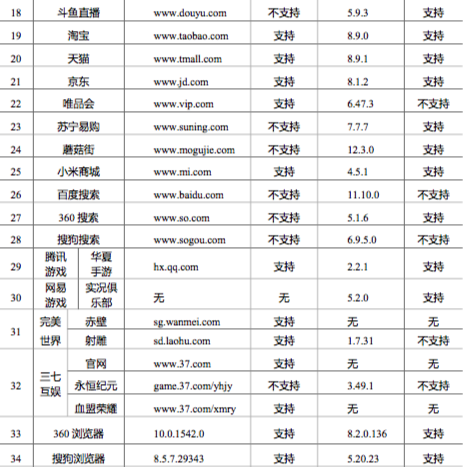 18 斗鱼直播 www.douyu.com 不支持 5.9.3 支持
19 淘宝 www.taobao.com 支持 8.9.0 支持
20 天猫 www.tmall.com 支持 8.9.1 支持
21 京东 www.jd.com 支持 8.1.2 支持
22 唯品会 www.vip.com 支持 6.47.3 不支持
23 苏宁易购 www.suning.com 不支持 7.7.7 支持
24 蘑菇街 www.mogujie.com 不支持 12.3.0 支持
25 小米商城 www.mi.com 支持 4.5.1 支持
26 百度搜索 www.baidu.com 不支持 11.10.0 不支持
27 360 搜索 www.so.com 不支持 5.1.6 支持
28 搜狗搜索 www.sogou.com 不支持 6.9.5.0 不支持
29 腾讯游戏 华夏手游 hx.qq.com 支持 2.2.1 支持
30 网易游戏 实况俱乐部 无 无 5.2.0 支持
31 完美世界 赤壁 sg.wanmei.com 支持 无 无
射雕 sd.laohu.com 支持 1.7.31 不支持
32 三七互娱 官网 www.37.com 支持 无 无
永恒纪元 game.37.com/yhjy 不支持 3.49.1 不支持
血盟荣耀 www.37.com/xmry 支持 无 无
33 360 浏览器 10.0.1542.0 支持 8.2.0.136 支持
34 搜狗浏览器 8.5.7.29343 支持 5.20.23 支持